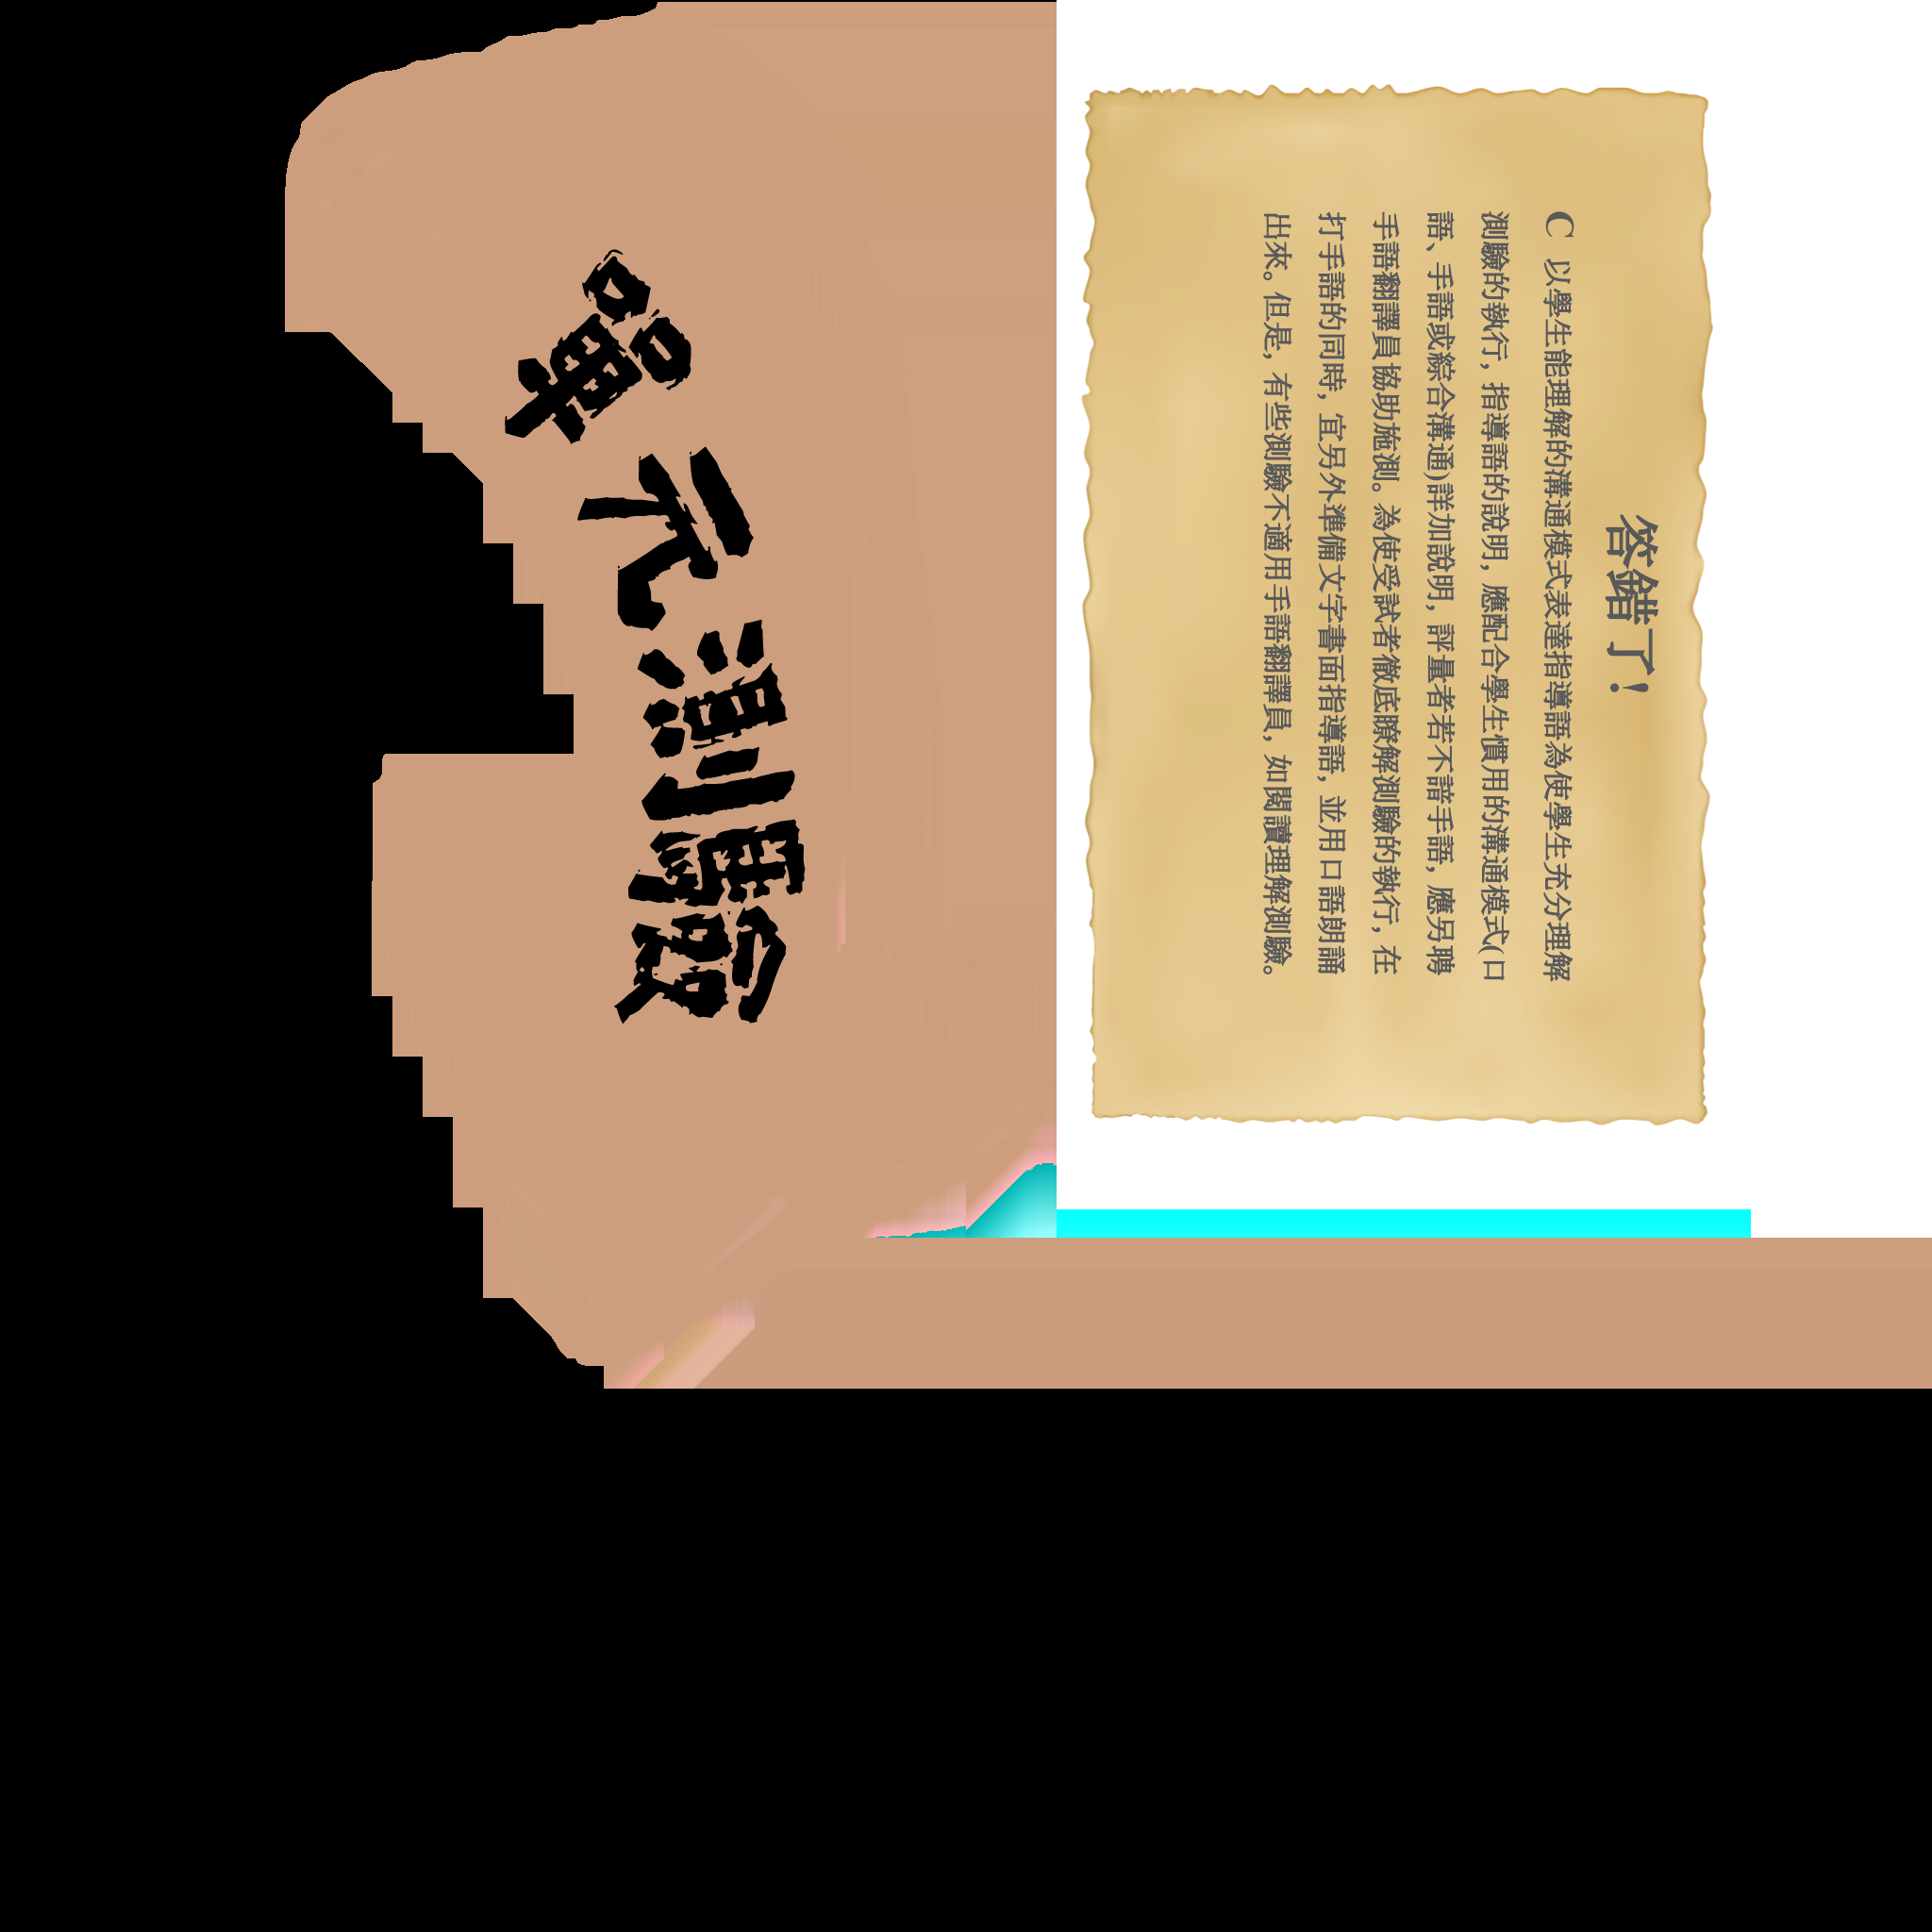 單元測驗
答錯了!
C 以學生能理解的溝通模式表達指導語為使學生充分理解
測驗的執行，指導語的說明，應配合學生慣用的溝通模式(口
語、手語或綜合溝通)詳加說明，評量者若不諳手語，應另聘
手語翻譯員協助施測。為使受試者徹底瞭解測驗的執行，在
打手語的同時，宜另外準備文字書面指導語，並用口語朗誦
出來。但是，有些測驗不適用手語翻譯員，如閱讀理解測驗。